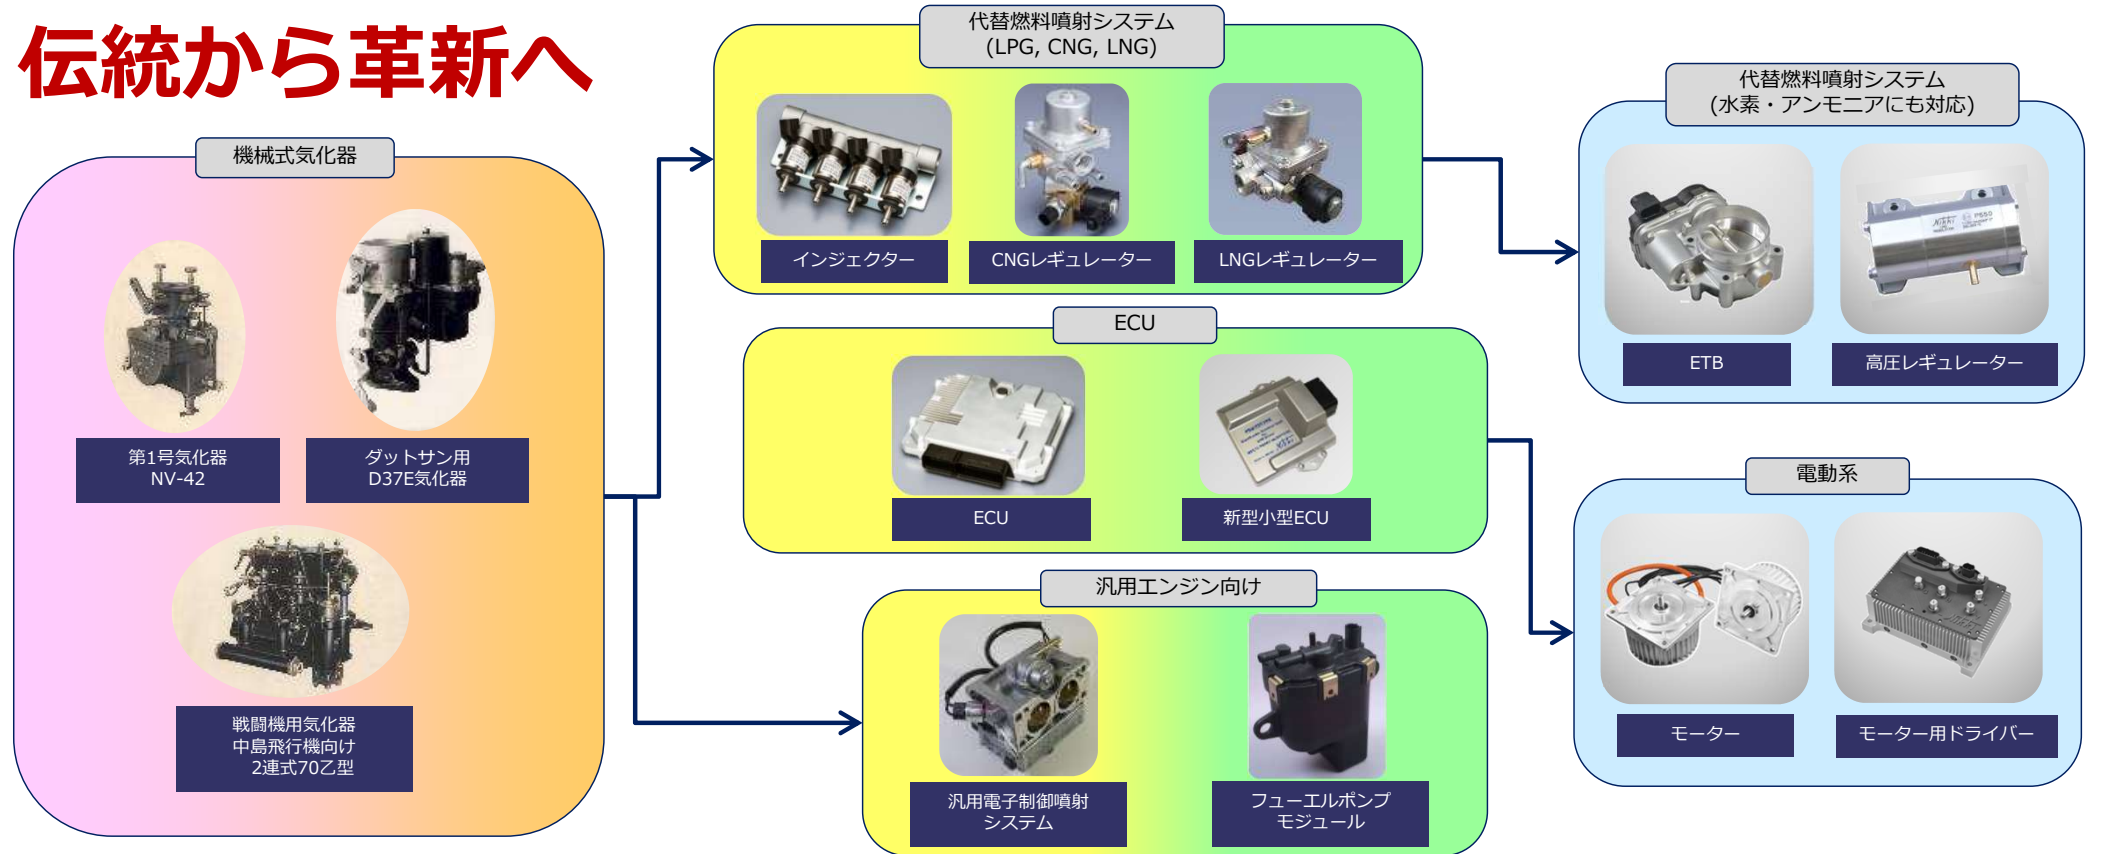 伝統から革新へ
機械式気化器
第1号気化器
NV-42
ダットサン用
D37E気化器
戦闘機用気化器
中島飛行機向け
2連式70乙型
代替燃料噴射システム
(LPG, CNG, LNG)
インジェクター
CNGレギュレーター
LNGレギュレーター
ECU
ECU
新型小型ECU
汎用エンジン向け
汎用電子制御噴射
システム
フューエルポンプ
モジュール
代替燃料噴射システム
(水素・アンモニアにも対応)
Nikki
PS50
ETB
高圧レギュレーター
電動系
モーター
モーター用ドライバー